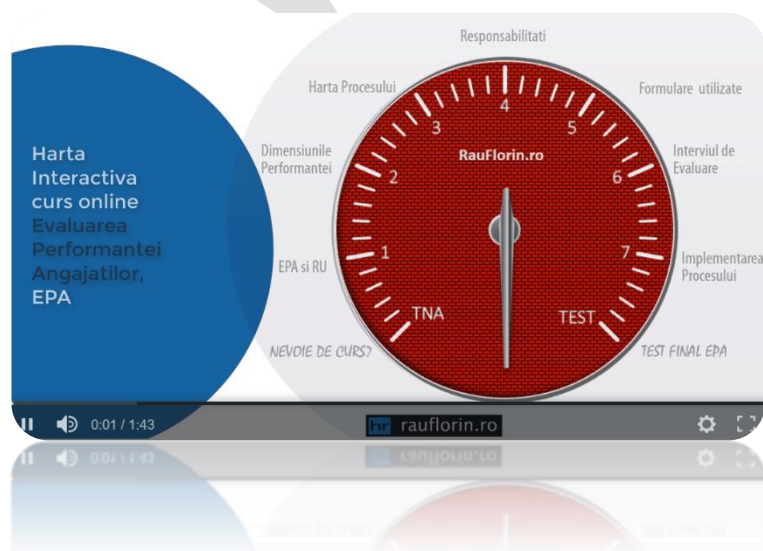 Harta
Interactiva
curs online
Evaluarea
Performantei
Angajatilor,
EPA
Responsabilitati
Harta Procesului
Formulare utilizate
Dimensiunile
Performantei
Interviul de
Evaluare
EPA si RU
Implementarea
Procesului
NEVOIE DE CURS?
TEST FINAL EPA
RauFlorin.ro
TNA
1
2
3
4
5
6
7
TEST
0:01 / 1:43
hr rauflorin.ro